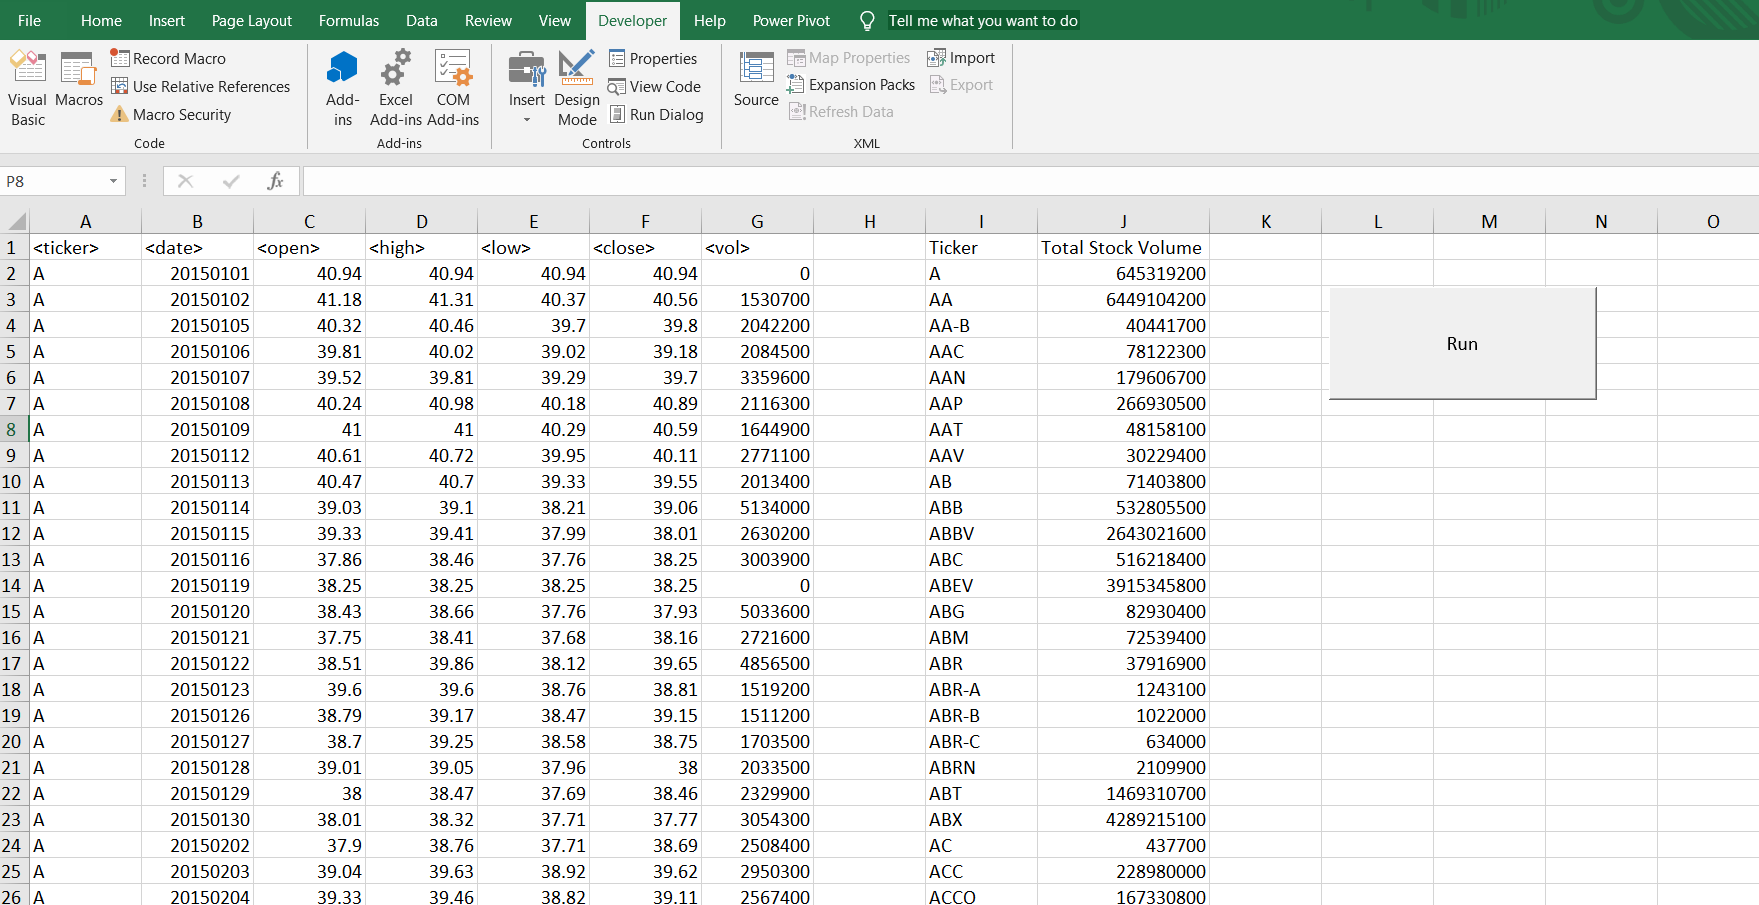 File Home Insert Page Layout Formulas Data Review View Developer Help Power Pivot Tell me what you want to do
Visual Basic
Macros
Record Macro
Use Relative References
Macro Security
Code
Add-ins
Excel Add-ins
COM Add-ins
Add-ins
Insert
Design Mode
Properties
View Code
Run Dialog
Controls
Source
Map Properties
Expansion Packs
Refresh Data
Import
Export
XML
P8 fx
A B C D E F G H I J K L M N O
1 <ticker> <date> <open> <high> <low> <close> <vol> Ticker Total Stock Volume
2 A 20150101 40.94 40.94 40.94 40.94 0 A 645319200
3 A 20150102 41.18 41.31 40.37 40.56 1530700 AA 6449104200
4 A 20150105 40.32 40.46 39.7 39.8 2042200 AA-B 40441700
5 A 20150106 39.81 40.02 39.02 39.18 2084500 AAC 78122300
Run
6 A 20150107 39.52 39.81 39.29 39.7 3359600 AAN 179606700
7 A 20150108 40.24 40.98 40.18 40.89 2116300 AAP 266930500
8 A 20150109 41 41 40.29 40.59 1644900 AAT 48158100
9 A 20150112 40.61 40.72 39.95 40.11 2771100 AAV 30229400
10 A 20150113 40.47 40.7 39.33 39.55 2013400 AB 71403800
11 A 20150114 39.03 39.1 38.21 39.06 5134000 ABB 532805500
12 A 20150115 39.33 39.41 37.99 38.01 2630200 ABBV 2643021600
13 A 20150116 37.86 38.46 37.76 38.25 3003900 ABC 516218400
14 A 20150119 38.25 38.25 38.25 38.25 0 ABEV 3915345800
15 A 20150120 38.43 38.66 37.76 37.93 5033600 ABG 82930400
16 A 20150121 37.75 38.41 37.68 38.16 2721600 ABM 72539400
17 A 20150122 38.51 39.86 38.12 39.65 4856500 ABR 37916900
18 A 20150123 39.6 39.6 38.76 38.81 1519200 ABR-A 1243100
19 A 20150126 38.79 39.17 38.47 39.15 1511200 ABR-B 1022000
20 A 20150127 38.7 39.25 38.58 38.75 1703500 ABR-C 634000
21 A 20150128 39.01 39.05 37.96 38 2033500 ABRN 2109900
22 A 20150129 38 38.47 37.69 38.46 2329900 ABT 1469310700
23 A 20150130 38.01 38.32 37.71 37.77 3054300 ABX 4289215100
24 A 20150202 37.9 38.76 37.71 38.69 2508400 AC 437700
25 A 20150203 39.04 39.63 38.92 39.62 2950300 ACC 228980000
26 A 20150204 39.33 39.46 38.82 39.11 2567400 ACCO 167330800